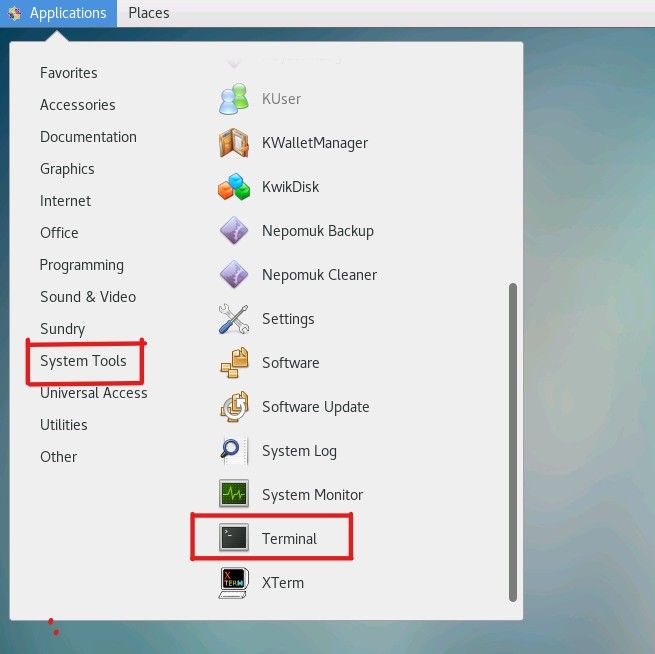 Applications Places
Favorites
Accessories
Documentation
Graphics
Internet
Office
Programming
Sound & Video
Sundry
System Tools
Universal Access
Utilities
Other
KUser
KWalletManager
KwikDisk
Nepomuk Backup
Nepomuk Cleaner
Settings
Software
Software Update
System Log
System Monitor
Terminal
XTerm